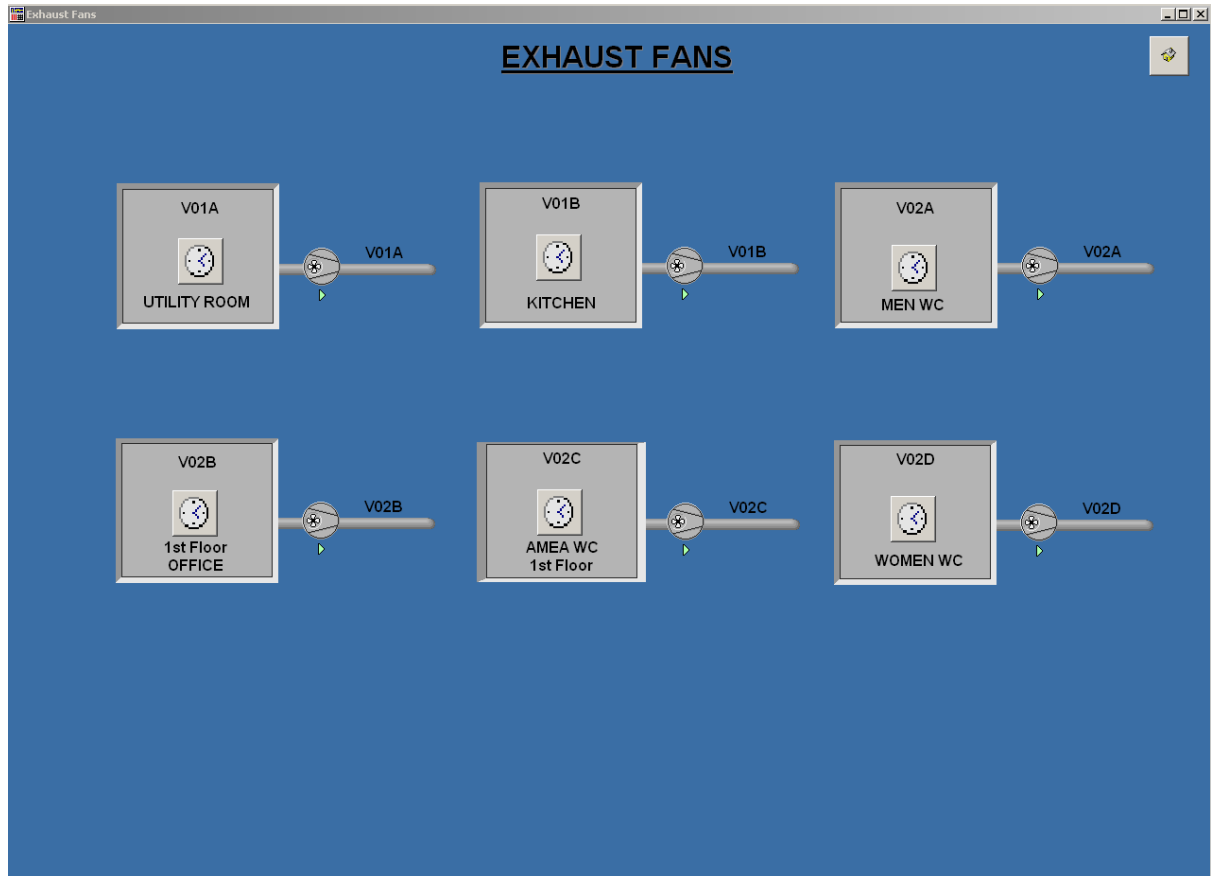 Exhaust Fans
EXHAUST FANS
V01A
UTILITY ROOM
V01A
V01B
KITCHEN
V01B
V02A
MEN WC
V02A
V02B
1st Floor
OFFICE
V02B
V02C
AMEA WC
1st Floor
V02C
V02D
WOMEN WC
V02D